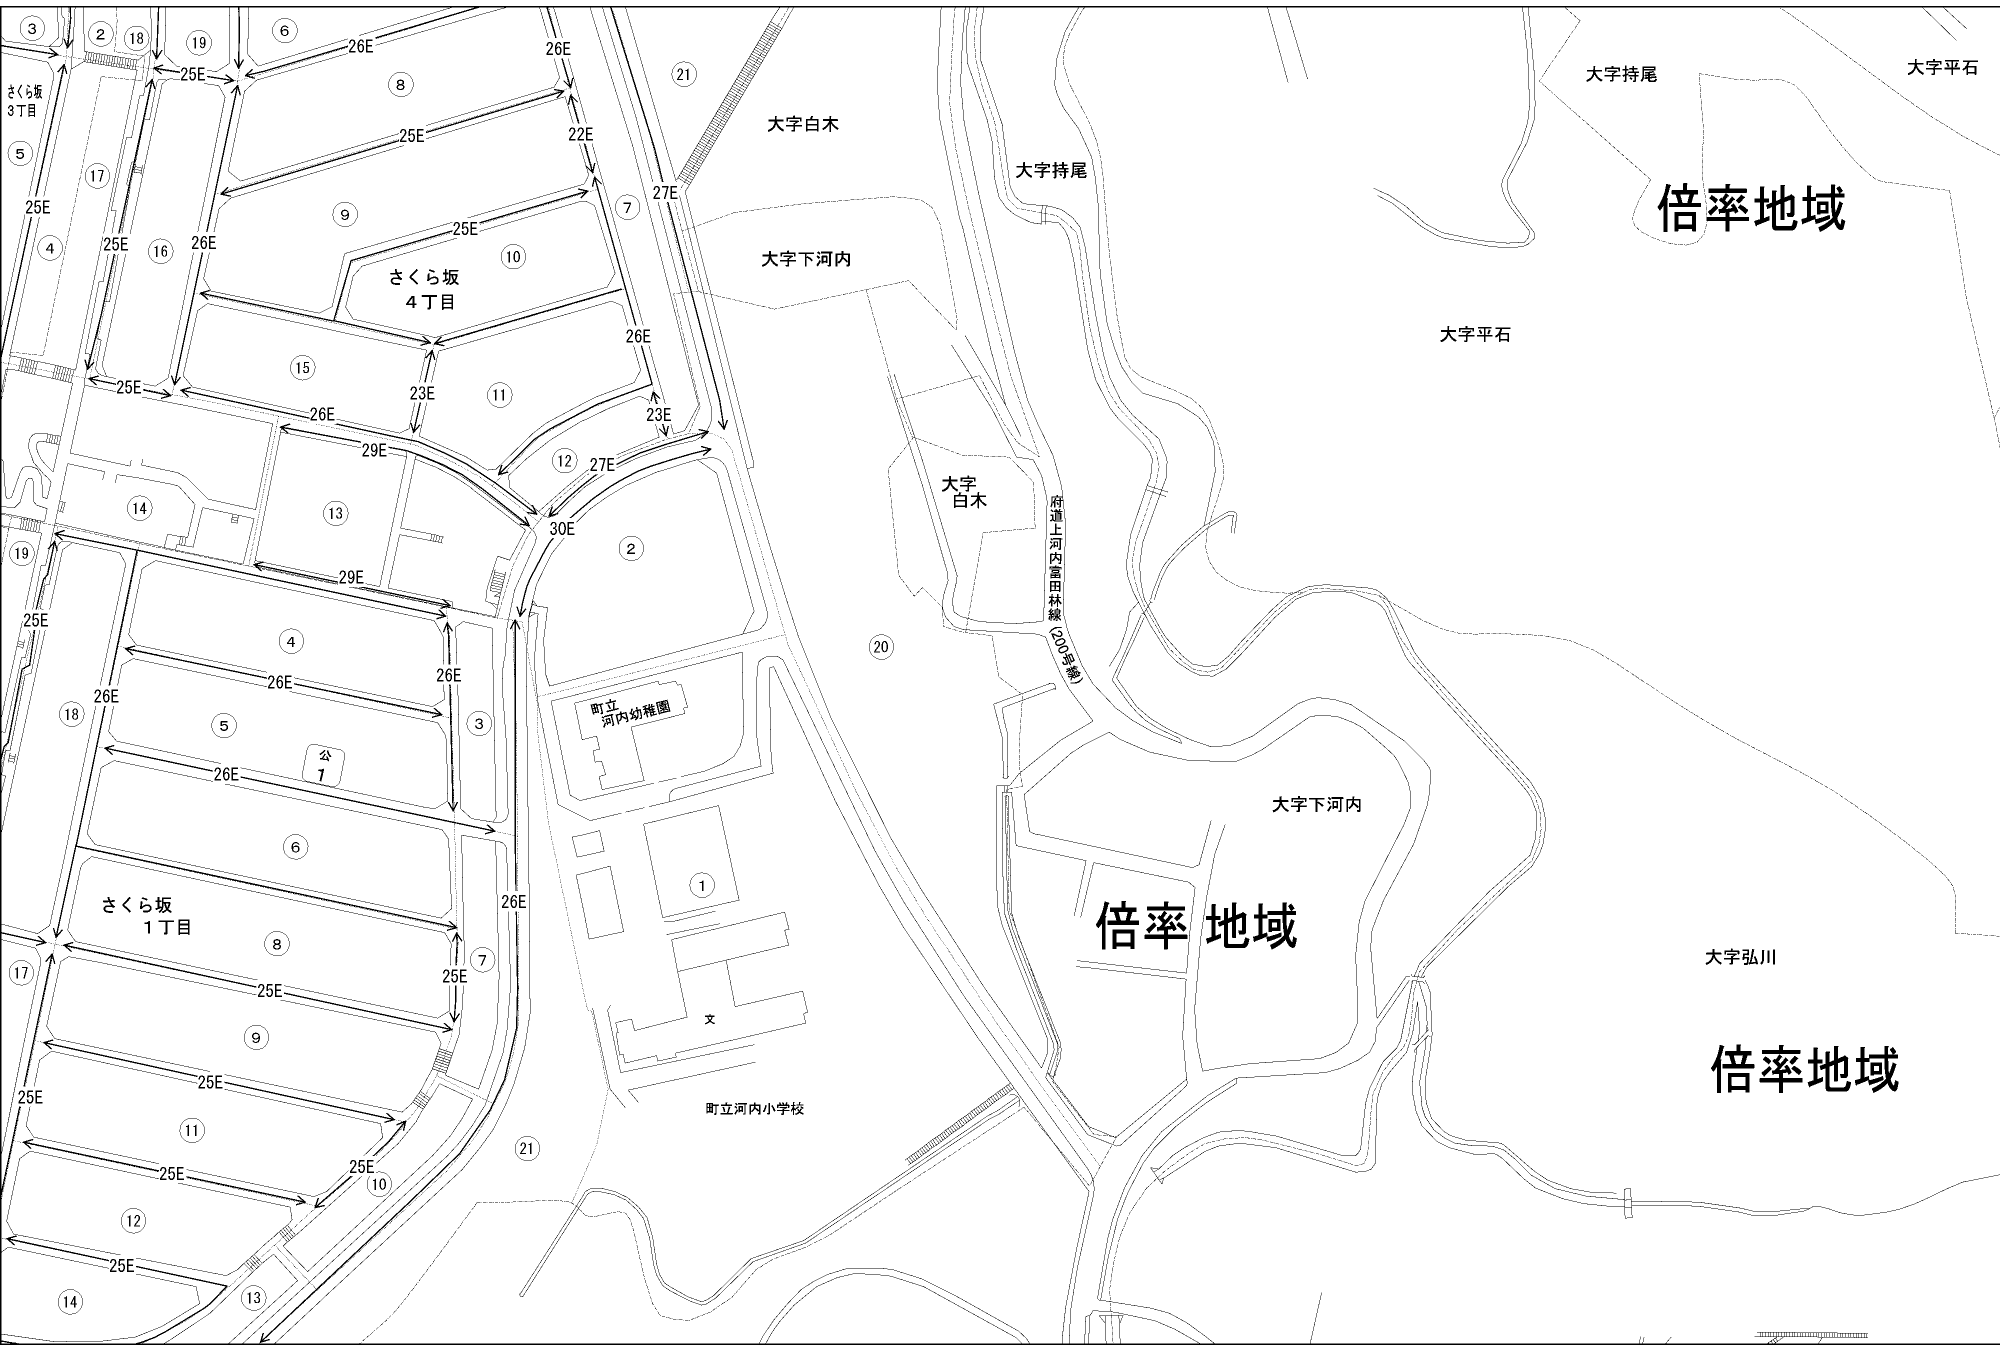 3
2
18
19
6
26E
26E
21
25E
8
大字白木
大字持尾
大字平石
さくら坂
3丁目
25E
22E
5
17
大字持尾
倍率地域
27E
25E
4
25E
16
26E
9
25E
7
10
大字下河内
さくら坂
4丁目
大字平石
26E
15
25E
23E
11
26E
23E
29E
12
27E
14
13
30E
大字
白木
府道上河内富田林線(200号線)
19
2
29E
25E
4
20
26E
26E
26E
18
5
3
町立
河内幼稚園
公
1
26E
大字下河内
6
1
26E
さくら坂
1丁目
倍率地域
8
7
25E
17
大字弘川
25E
文
9
倍率地域
25E
25E
11
町立河内小学校
21
25E
25E
10
12
25E
14
13